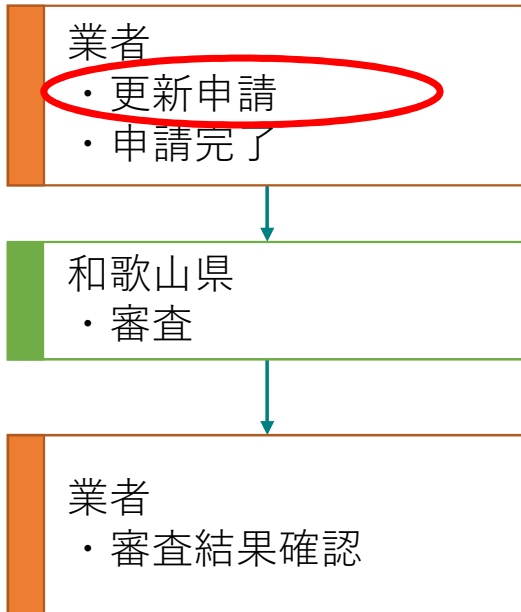 業者
・更新申請
・申請完了
和歌山県
・審査
業者
・審査結果確認